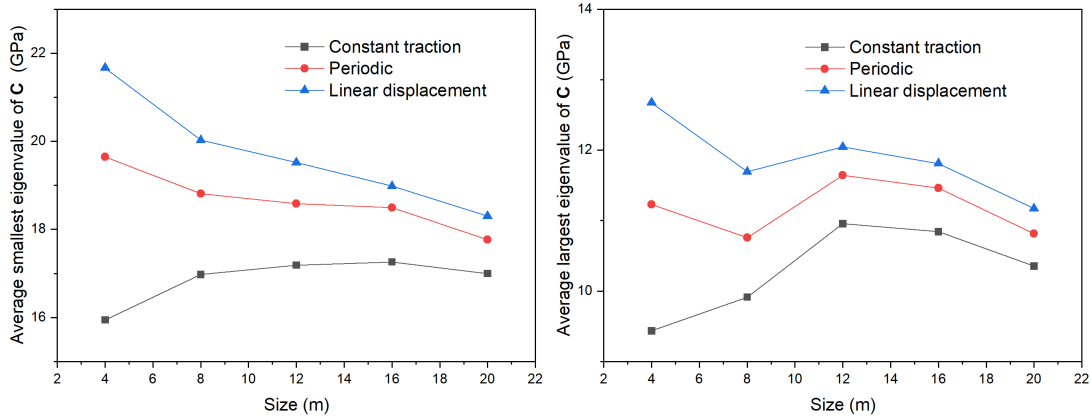 22
20
18
16
Average smallest eigenvalue of C (GPa)
Constant traction
Periodic
Linear displacement
2 4 6 8 10 12 14 16 18 20 22
Size (m)
14
12
10
Average largest eigenvalue of C (GPa)
Constant traction
Periodic
Linear displacement
2 4 6 8 10 12 14 16 18 20 22
Size (m)